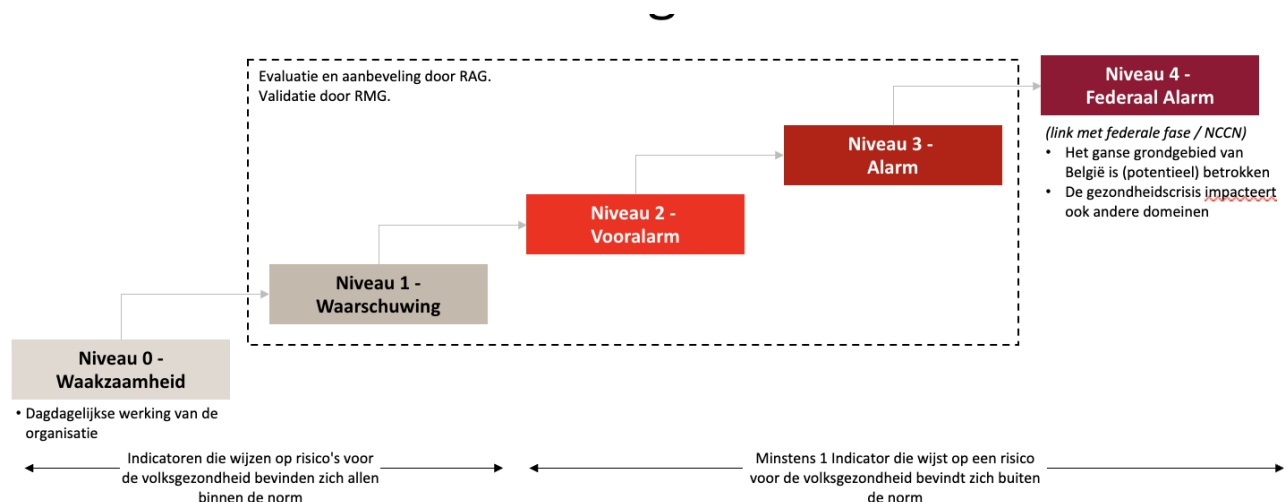 Evaluatie en aanbeveling door RAG.
Validatie door RMG.
Niveau 4 -
Federaal Alarm
(link met federale fase / NCCN)
• Het ganse grondgebied van
België is (potentieel) betrokken
• De gezondheidscrisis impacteert
ook andere domeinen
Niveau 3 -
Alarm
Niveau 2 -
Vooralarm
Niveau 1 -
Waarschuwing
Niveau 0 -
Waakzaamheid
• Dagdagelijkse werking van de
organisatie
Indicatoren die wijzen op risico's voor
de volksgezondheid bevinden zich allen
binnen de norm
Minstens 1 Indicator die wijst op een risico
voor de volksgezondheid bevindt zich buiten
de norm